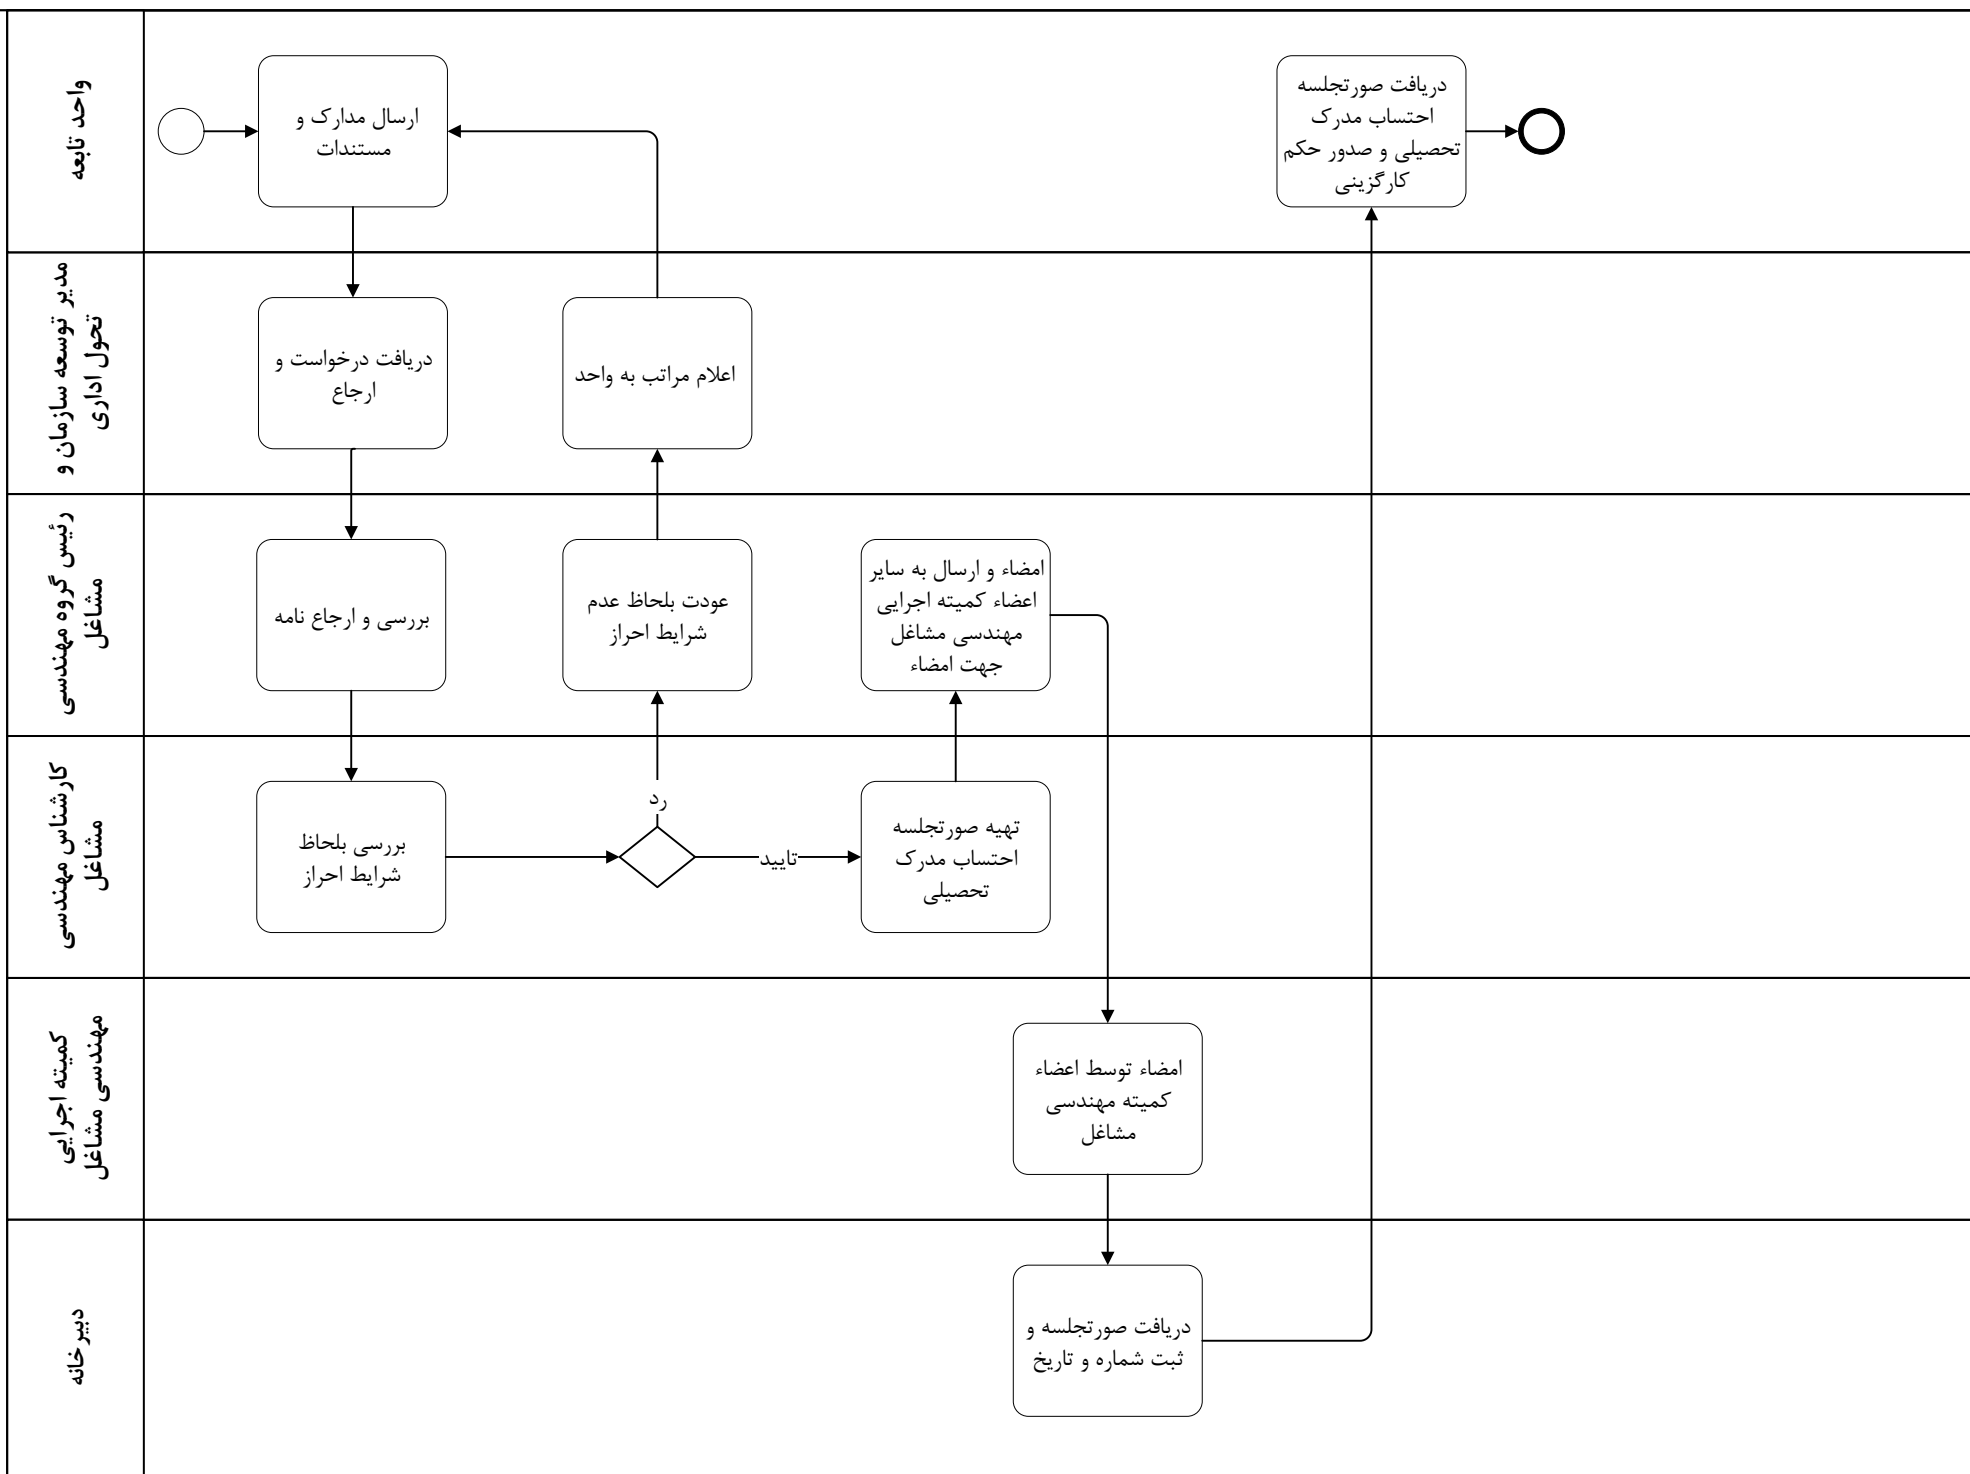 واحد تابعه
ارسال مدارک و
مستندات
دریافت صورتجلسه
احتساب مدرک
تحصیلی و صدور حکم
کارگزینی
مدیر توسعه سازمان و
تحول اداری
دریافت درخواست و
ارجاع
اعلام مراتب به واحد
رئیس گروه مهندسی
مشاغل
بررسی و ارجاع نامه
عودت بلحاظ عدم
شرایط احراز
امضاء و ارسال به سایر
اعضاء کمیته اجرایی
مهندسی مشاغل
جهت امضاء
کارشناس مهندسی
مشاغل
بررسی بلحاظ
شرایط احراز
رد
تایید
تهیه صورتجلسه
احتساب مدرک
تحصیلی
کمیته اجرایی
مهندسی مشاغل
امضاء توسط اعضاء
کمیته مهندسی
مشاغل
دبیرخانه
دریافت صورتجلسه و
ثبت شماره و تاریخ